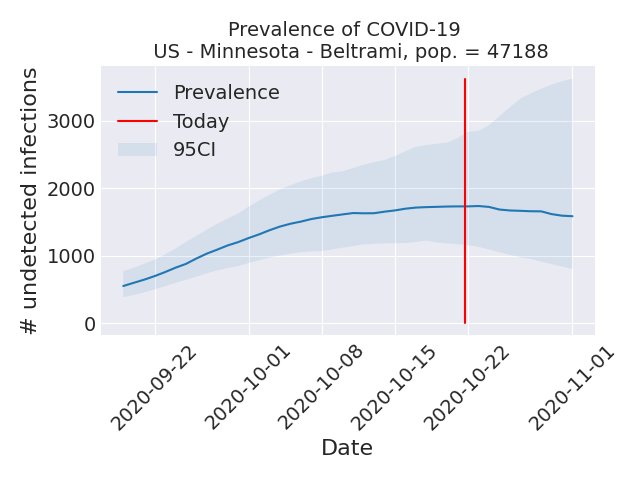 Prevalence of COVID-19
US - Minnesota - Beltrami, pop. = 47188
Prevalence
Today
95CI
# undetected infections
3000
2000
1000
0
2020-09-22
2020-10-01
2020-10-08
2020-10-15
2020-10-22
2020-11-01
Date